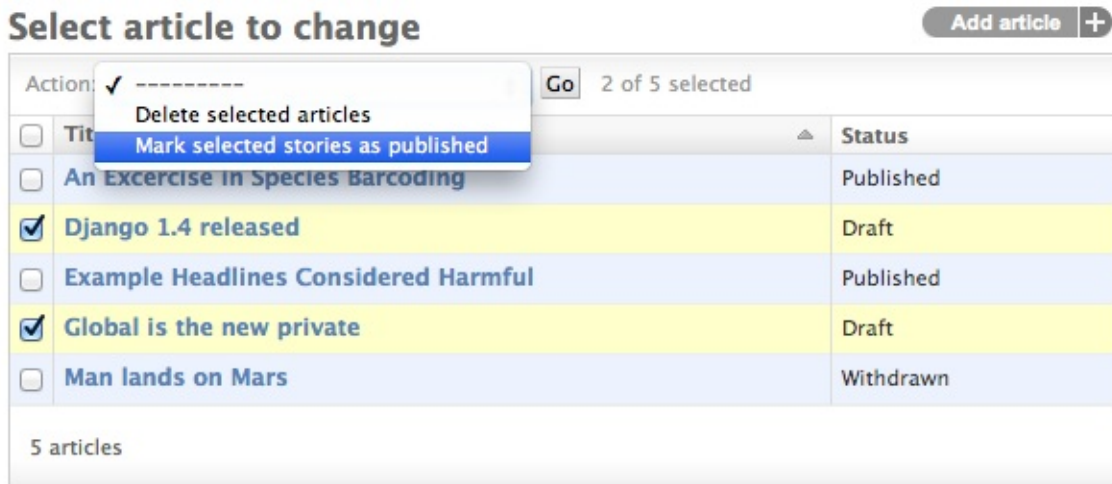 Select article to change
Add article +
Action: ✓ ---------
Go 2 of 5 selected
Delete selected articles
Mark selected stories as published
Tit
Status
An Excercise in Species Barcoding
Published
Django 1.4 released
Draft
Example Headlines Considered Harmful
Published
Global is the new private
Draft
Man lands on Mars
Withdrawn
5 articles